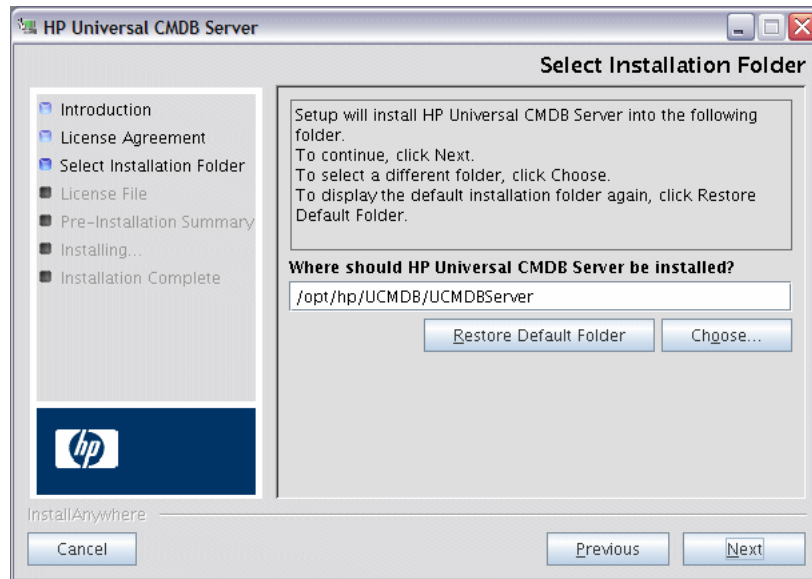 HP Universal CMDB Server
Select Installation Folder
Introduction
License Agreement
Select Installation Folder
License File
Pre-Installation Summary
Installing...
Installation Complete
Setup will install HP Universal CMDB Server into the following
folder.
To continue, click Next.
To select a different folder, click Choose.
To display the default installation folder again, click Restore
Default Folder.
Where should HP Universal CMDB Server be installed?
/opt/hp/UCMDB/UCMDBServer
Restore Default Folder
Choose...
hp
InstallAnywhere
Cancel
Previous
Next